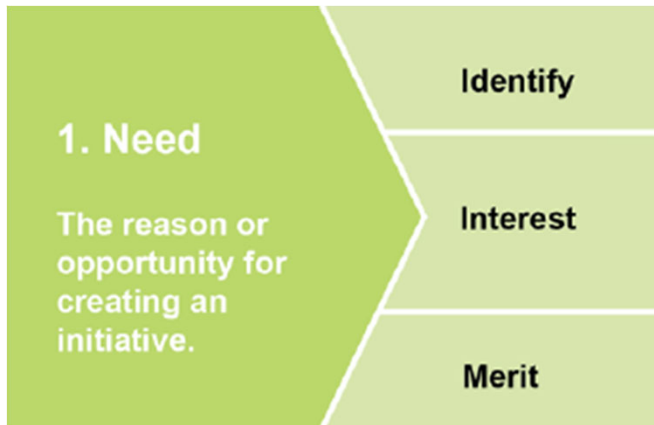 1. Need
The reason or
opportunity for
creating an
initiative.
Identify
Interest
Merit